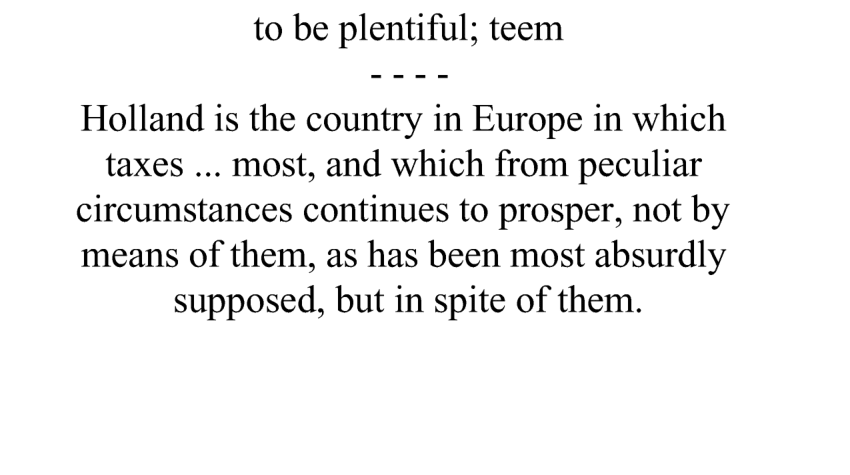 to be plentiful; teem
- - - -
Holland is the country in Europe in which
taxes ... most, and which from peculiar
circumstances continues to prosper, not by
means of them, as has been most absurdly
supposed, but in spite of them.